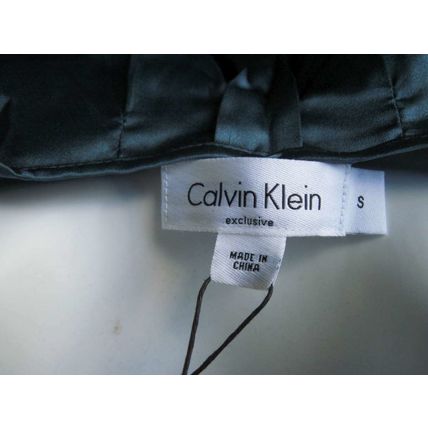 Calvin Klein
exclusive
S
MADE IN
CHINA